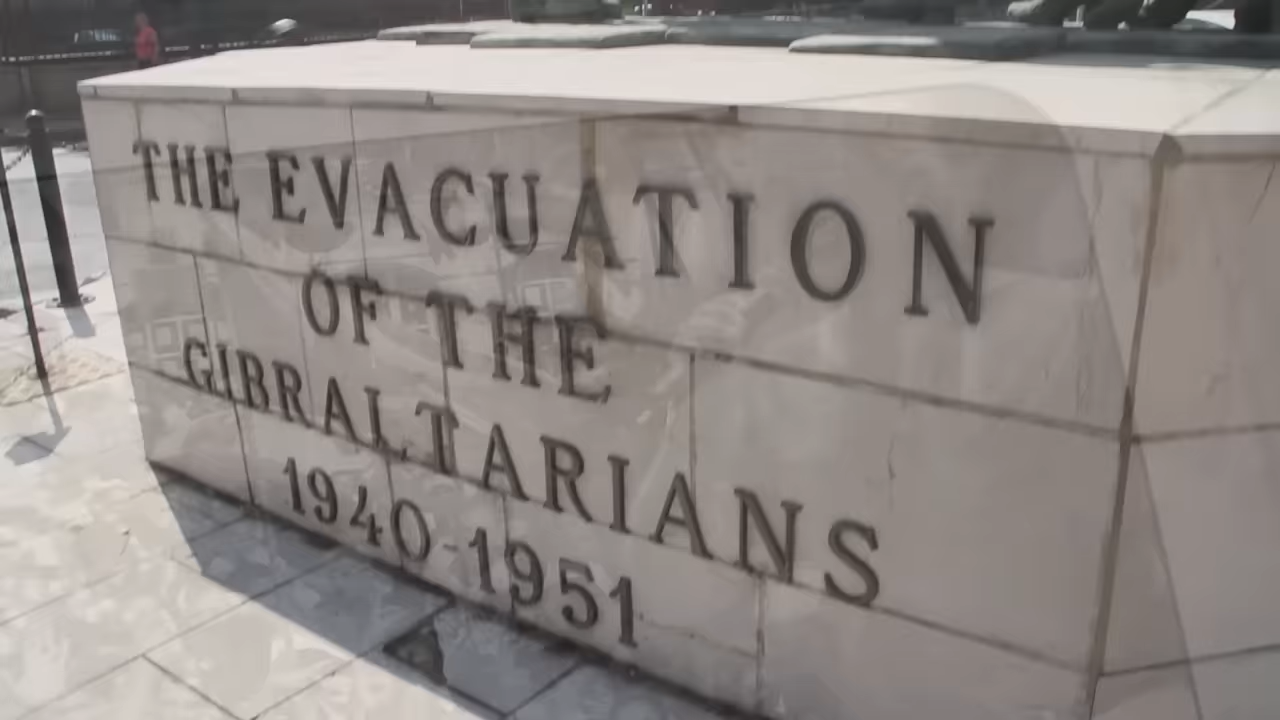 THE EVACUATION
OF THE
GIBRALTARIANS
1940-1951